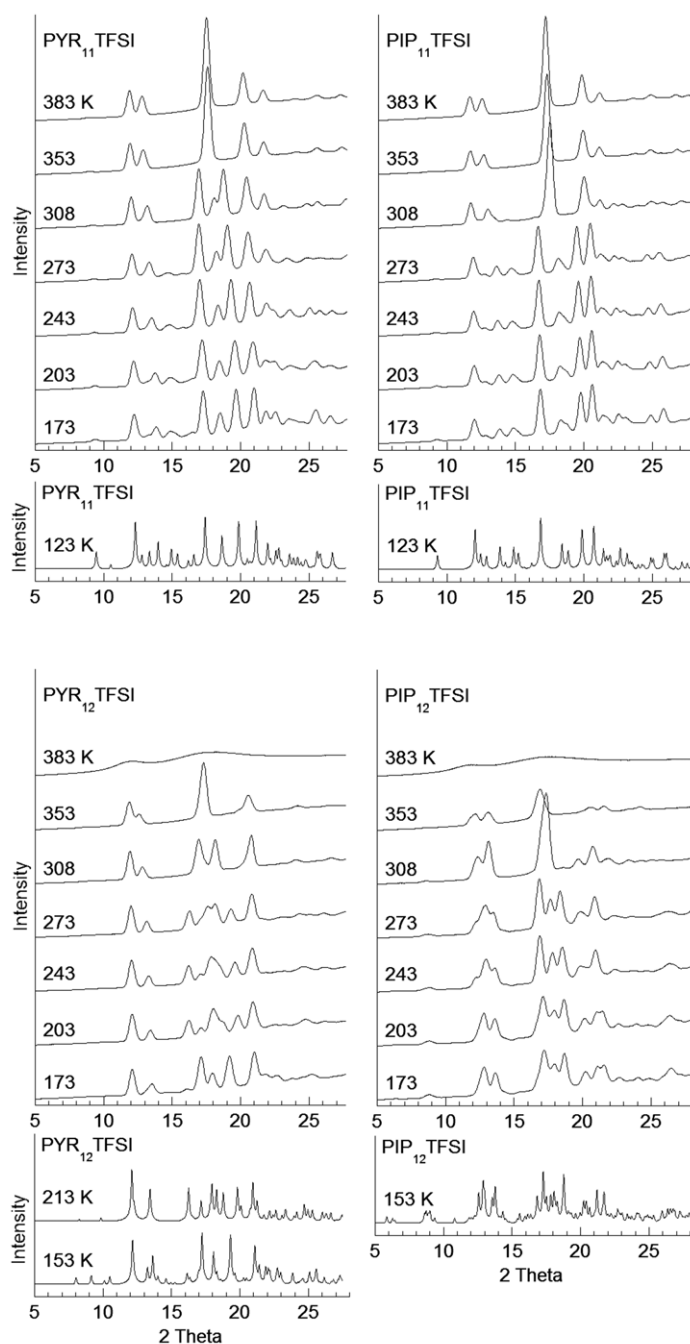 PYR₁₁TFSI
383 K
353
308
273
243
203
173
Intensity
5 10 15 20 25
PYR₁₁TFSI
123 K
Intensity
5 10 15 20 25
PIP₁₁TFSI
383 K
353
308
273
243
203
173
5 10 15 20 25
PIP₁₁TFSI
123 K
5 10 15 20 25
PYR₁₂TFSI
383 K
353
308
273
243
203
173
Intensity
5 10 15 20 25
PYR₁₂TFSI
213 K
153 K
Intensity
5 10 15 20 25
2 Theta
PIP₁₂TFSI
383 K
353
308
273
243
203
173
5 10 15 20 25
PIP₁₂TFSI
153 K
5 10 15 20 25
2 Theta